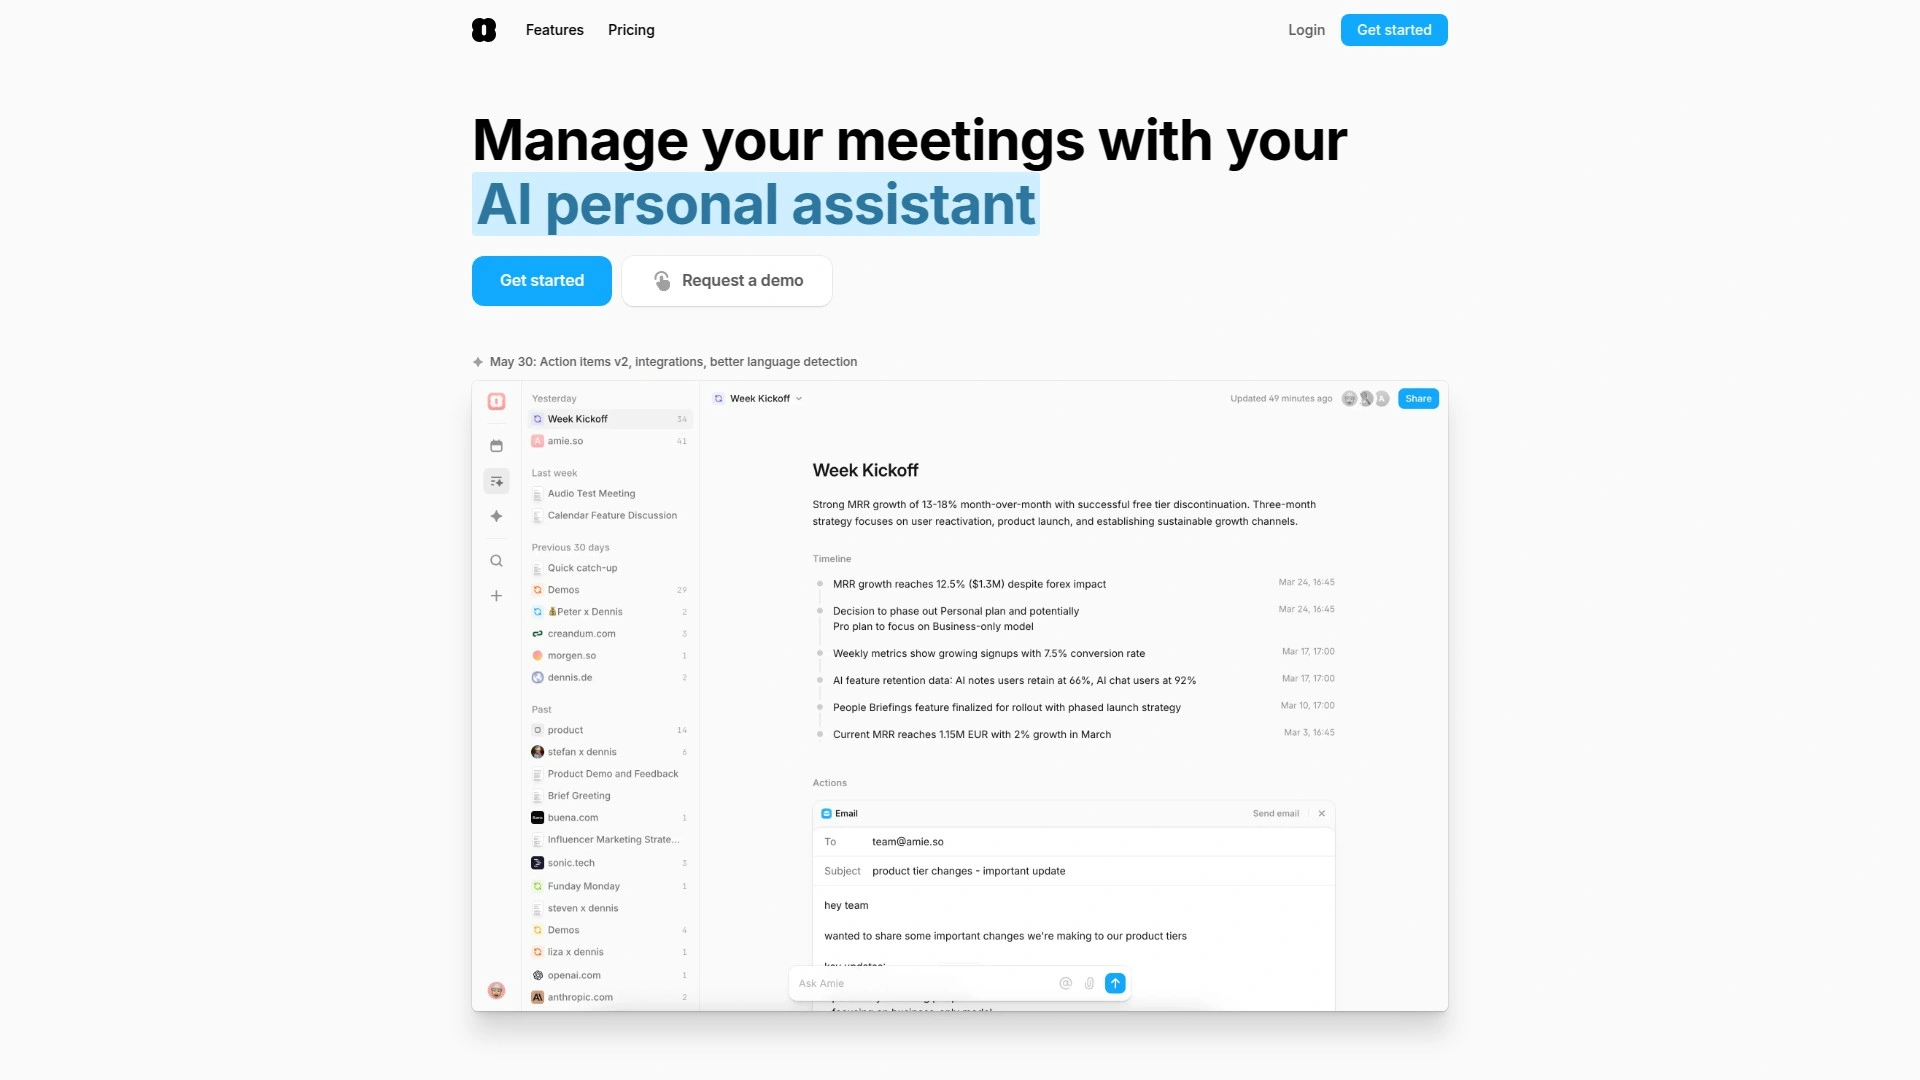 Features
Pricing
Login
Get started
Manage your meetings with your
AI personal assistant
Get started
Request a demo
May 30: Action items v2, integrations, better language detection
Yesterday
Week Kickoff 34
amie.so 41
Last week
Audio Test Meeting
Calendar Feature Discussion
Previous 30 days
Quick catch-up
Demos 29
💰Peter x Dennis 2
creandum.com 3
morgen.so 1
dennis.de 2
Past
product 14
stefan x dennis 6
Product Demo and Feedback
Brief Greeting
buena.com 1
Influencer Marketing Strate...
sonic.tech 3
Funday Monday 1
steven x dennis
Demos 4
liza x dennis 1
openai.com 1
anthropic.com 2
Week Kickoff
Updated 49 minutes ago
A
Share
Week Kickoff
Strong MRR growth of 13-18% month-over-month with successful free tier discontinuation. Three-month
strategy focuses on user reactivation, product launch, and establishing sustainable growth channels.
Timeline
MRR growth reaches 12.5% ($1.3M) despite forex impact Mar 24, 16:45
Decision to phase out Personal plan and potentially Mar 24, 16:45
Pro plan to focus on Business-only model
Weekly metrics show growing signups with 7.5% conversion rate Mar 17, 17:00
AI feature retention data: AI notes users retain at 66%, AI chat users at 92% Mar 17, 17:00
People Briefings feature finalized for rollout with phased launch strategy Mar 10, 17:00
Current MRR reaches 1.15M EUR with 2% growth in March Mar 3, 16:45
Actions
Email
Send email
To team@amie.so
Subject product tier changes - important update
hey team
wanted to share some important changes we're making to our product tiers
key updates:
Ask Amie
focusing on business-only model